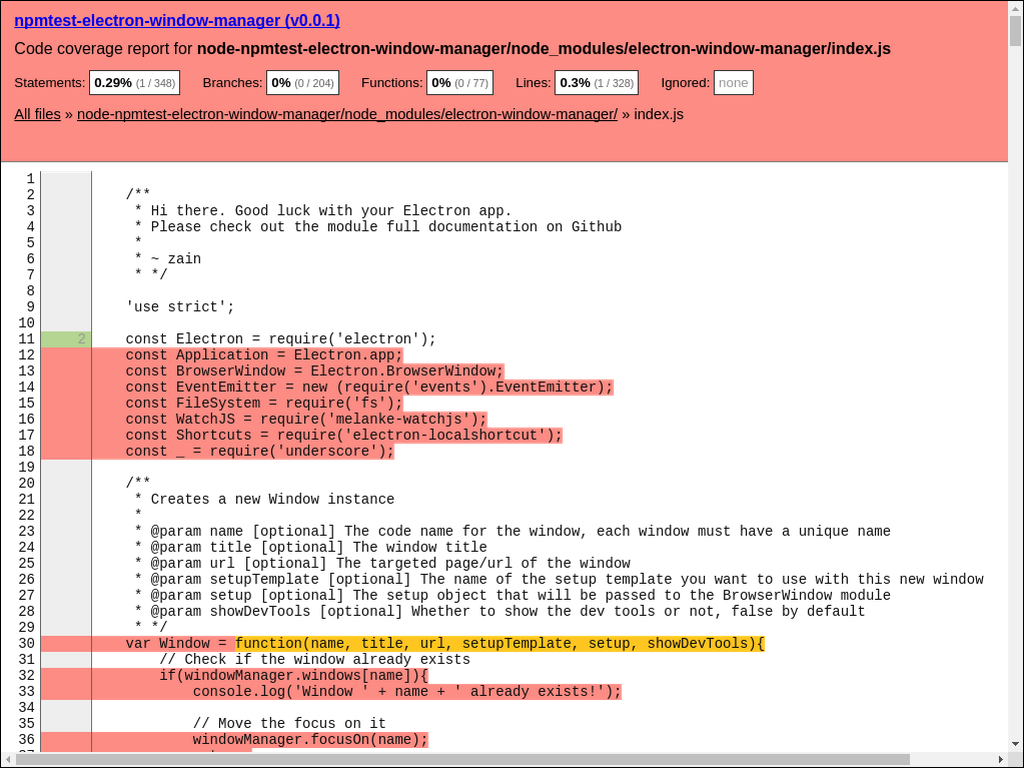 npmtest-electron-window-manager (v0.0.1)
Code coverage report for node-npmtest-electron-window-manager/node_modules/electron-window-manager/index.js
Statements: 0.29% (1 / 348) Branches: 0% (0 / 204) Functions: 0% (0 / 77) Lines: 0.3% (1 / 328) Ignored: none
All files » node-npmtest-electron-window-manager/node_modules/electron-window-manager/ » index.js
1
2 /**
3 * Hi there. Good luck with your Electron app.
4 * Please check out the module full documentation on Github
5 *
6 * ~ zain
7 * */
8
9 'use strict';
10
11 2 const Electron = require('electron');
12 const Application = Electron.app;
13 const BrowserWindow = Electron.BrowserWindow;
14 const EventEmitter = new (require('events').EventEmitter);
15 const FileSystem = require('fs');
16 const WatchJS = require('melanke-watchjs');
17 const Shortcuts = require('electron-localshortcut');
18 const _ = require('underscore');
19
20 /**
21 * Creates a new Window instance
22 *
23 * @param name [optional] The code name for the window, each window must have a unique name
24 * @param title [optional] The window title
25 * @param url [optional] The targeted page/url of the window
26 * @param setupTemplate [optional] The name of the setup template you want to use with this new window
27 * @param setup [optional] The setup object that will be passed to the BrowserWindow module
28 * @param showDevTools [optional] Whether to show the dev tools or not, false by default
29 * */
30 var Window = function(name, title, url, setupTemplate, setup, showDevTools){
31 // Check if the window already exists
32 if(windowManager.windows[name]){
33 console.log('Window ' + name + ' already exists!');
34
35 // Move the focus on it
36 windowManager.focusOn(name);